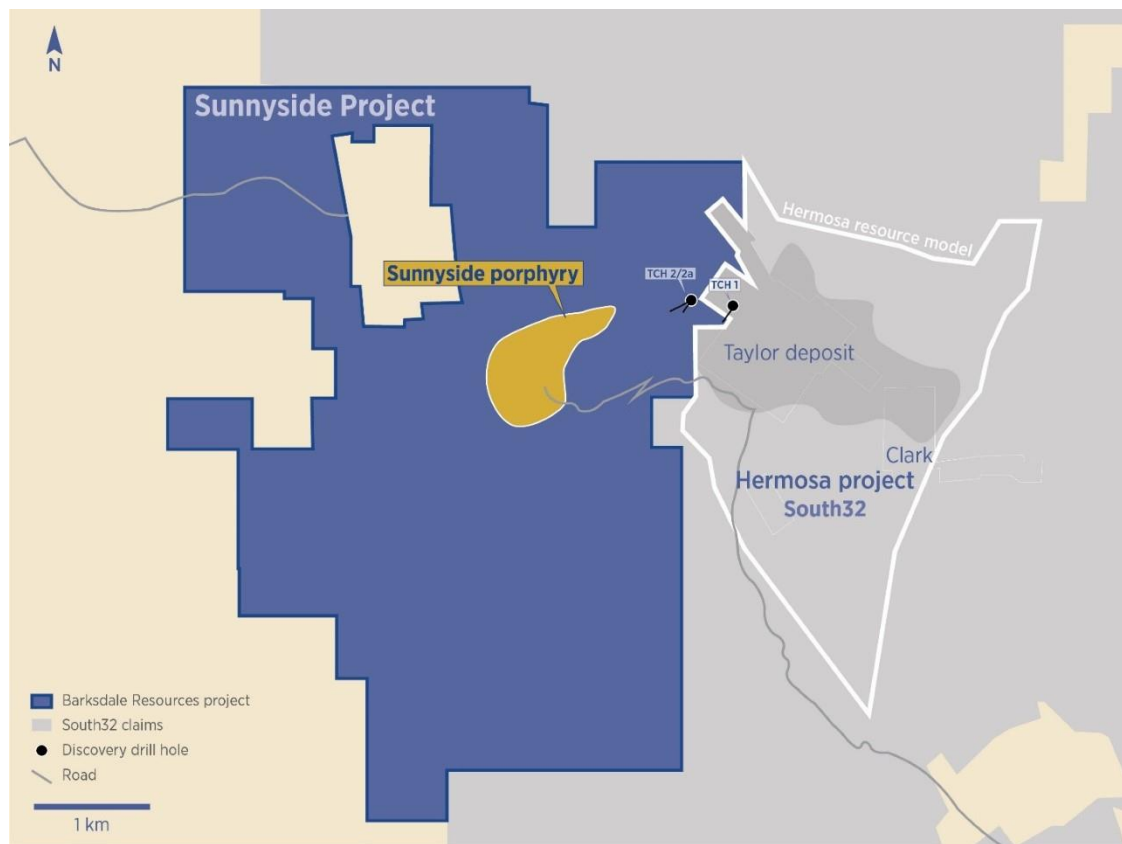 N
Sunnyside Project
Hermosa resource model
Sunnyside porphyry
TCH 2/2a
TCH 1
Taylor deposit
Clark
Hermosa project
South32
Barksdale Resources project
South32 claims
Discovery drill hole
Road
1 km